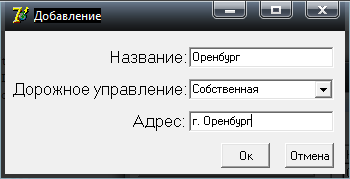 Добавление
Название: Оренбург
Дорожное управление: Собственная
Адрес: г. Оренбург
Ок Отмена